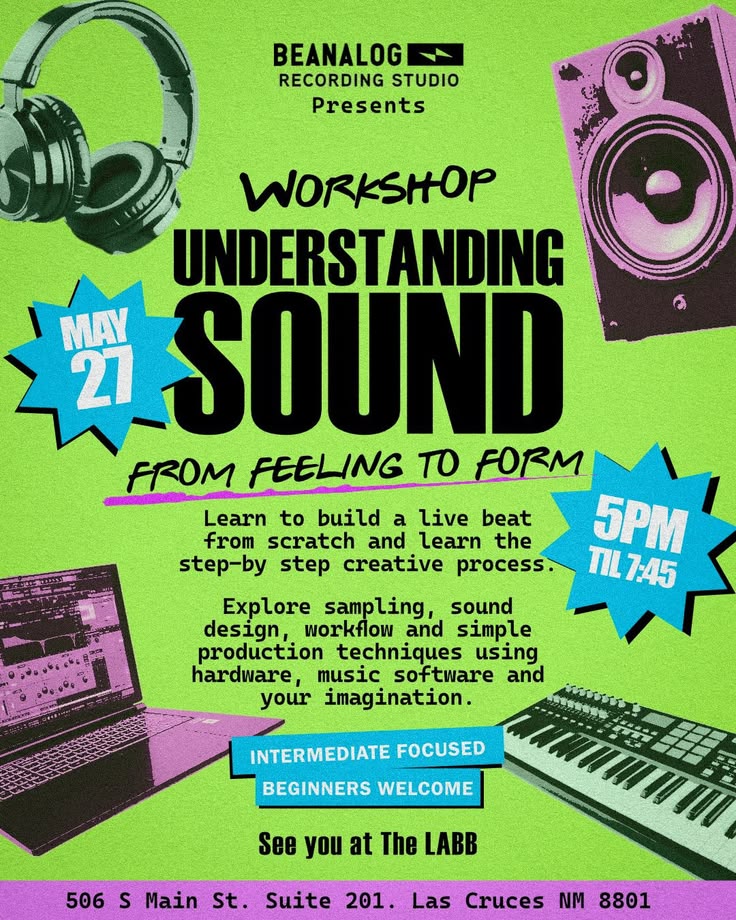 BEANALOG
RECORDING STUDIO
Presents
WORKSHOP
UNDERSTANDING
SOUND
MAY
27
FROM FEELING TO FORM
5PM
TIL 7:45
Learn to build a live beat
from scratch and learn the
step-by step creative process.
Explore sampling, sound
design, workflow and simple
production techniques using
hardware, music software and
your imagination.
INTERMEDIATE FOCUSED
BEGINNERS WELCOME
See you at The LABB
506 S Main St. Suite 201. Las Cruces NM 8801